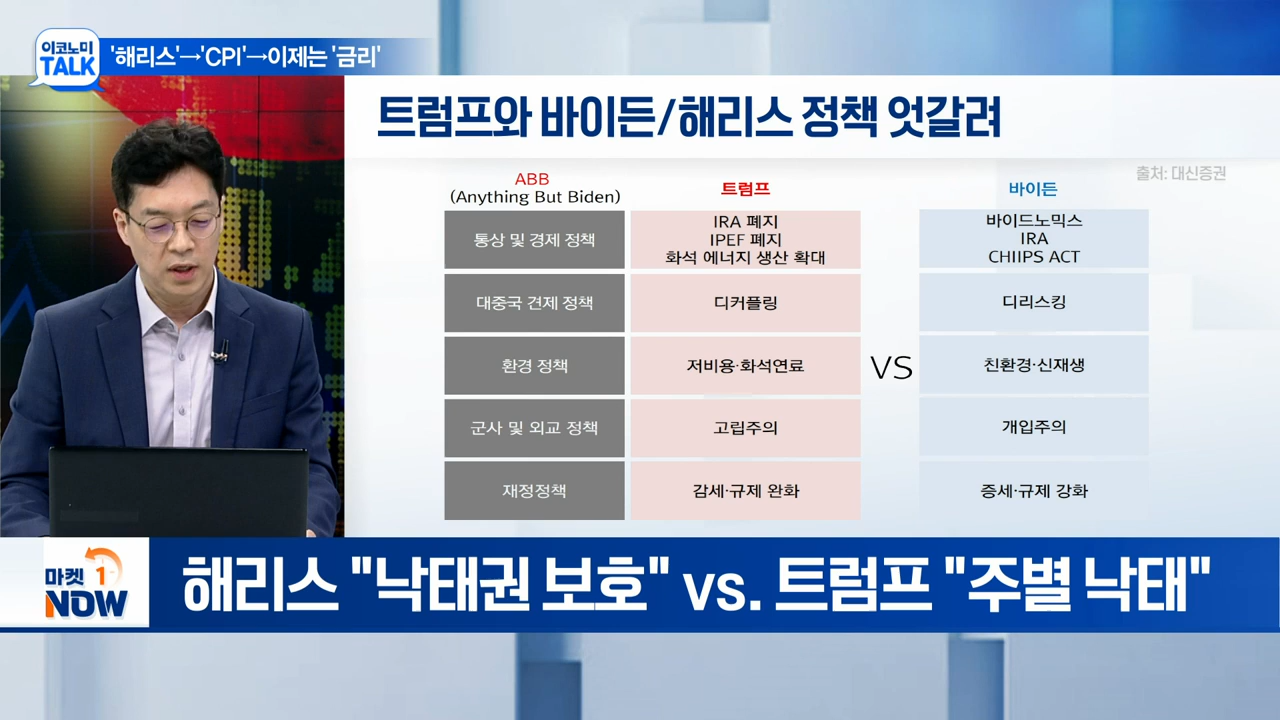 이코노미
TALK
'해리스'→'CPI'→이제는 '금리'
트럼프와 바이든/해리스 정책 엇갈려
출처: 대신증권
ABB
(Anything But Biden)
트럼프
바이든
통상 및 경제 정책
IRA 폐지
IPEF 폐지
화석 에너지 생산 확대
바이드노믹스
IRA
CHIIPS ACT
대중국 견제 정책
디커플링
디리스킹
환경 정책
저비용·화석연료
VS
친환경·신재생
군사 및 외교 정책
고립주의
개입주의
재정정책
감세·규제 완화
증세·규제 강화
마켓 1
NOW
해리스 "낙태권 보호" vs. 트럼프 "주별 낙태"